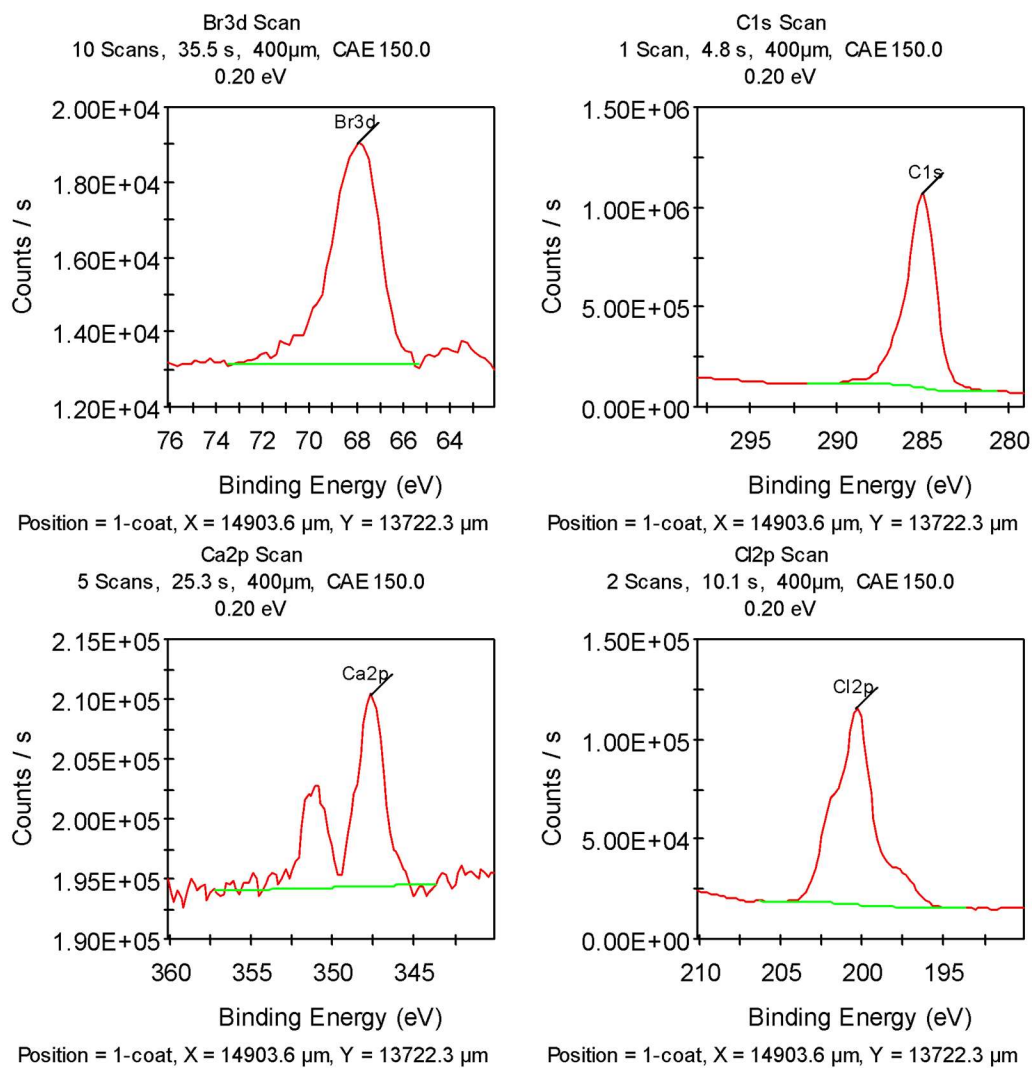 Br3d Scan
10 Scans, 35.5 s, 400µm, CAE 150.0
0.20 eV
2.00E+04
1.80E+04
1.60E+04
1.40E+04
1.20E+04
Counts / s
Br3d
76 74 72 70 68 66 64
Binding Energy (eV)
Position = 1-coat, X = 14903.6 µm, Y = 13722.3 µm
C1s Scan
1 Scan, 4.8 s, 400µm, CAE 150.0
0.20 eV
1.50E+06
1.00E+06
5.00E+05
0.00E+00
Counts / s
C1s
295 290 285 280
Binding Energy (eV)
Position = 1-coat, X = 14903.6 µm, Y = 13722.3 µm
Ca2p Scan
5 Scans, 25.3 s, 400µm, CAE 150.0
0.20 eV
2.15E+05
2.10E+05
2.05E+05
2.00E+05
1.95E+05
1.90E+05
Counts / s
Ca2p
360 355 350 345
Binding Energy (eV)
Position = 1-coat, X = 14903.6 µm, Y = 13722.3 µm
Cl2p Scan
2 Scans, 10.1 s, 400µm, CAE 150.0
0.20 eV
1.50E+05
1.00E+05
5.00E+04
0.00E+00
Counts / s
Cl2p
210 205 200 195
Binding Energy (eV)
Position = 1-coat, X = 14903.6 µm, Y = 13722.3 µm